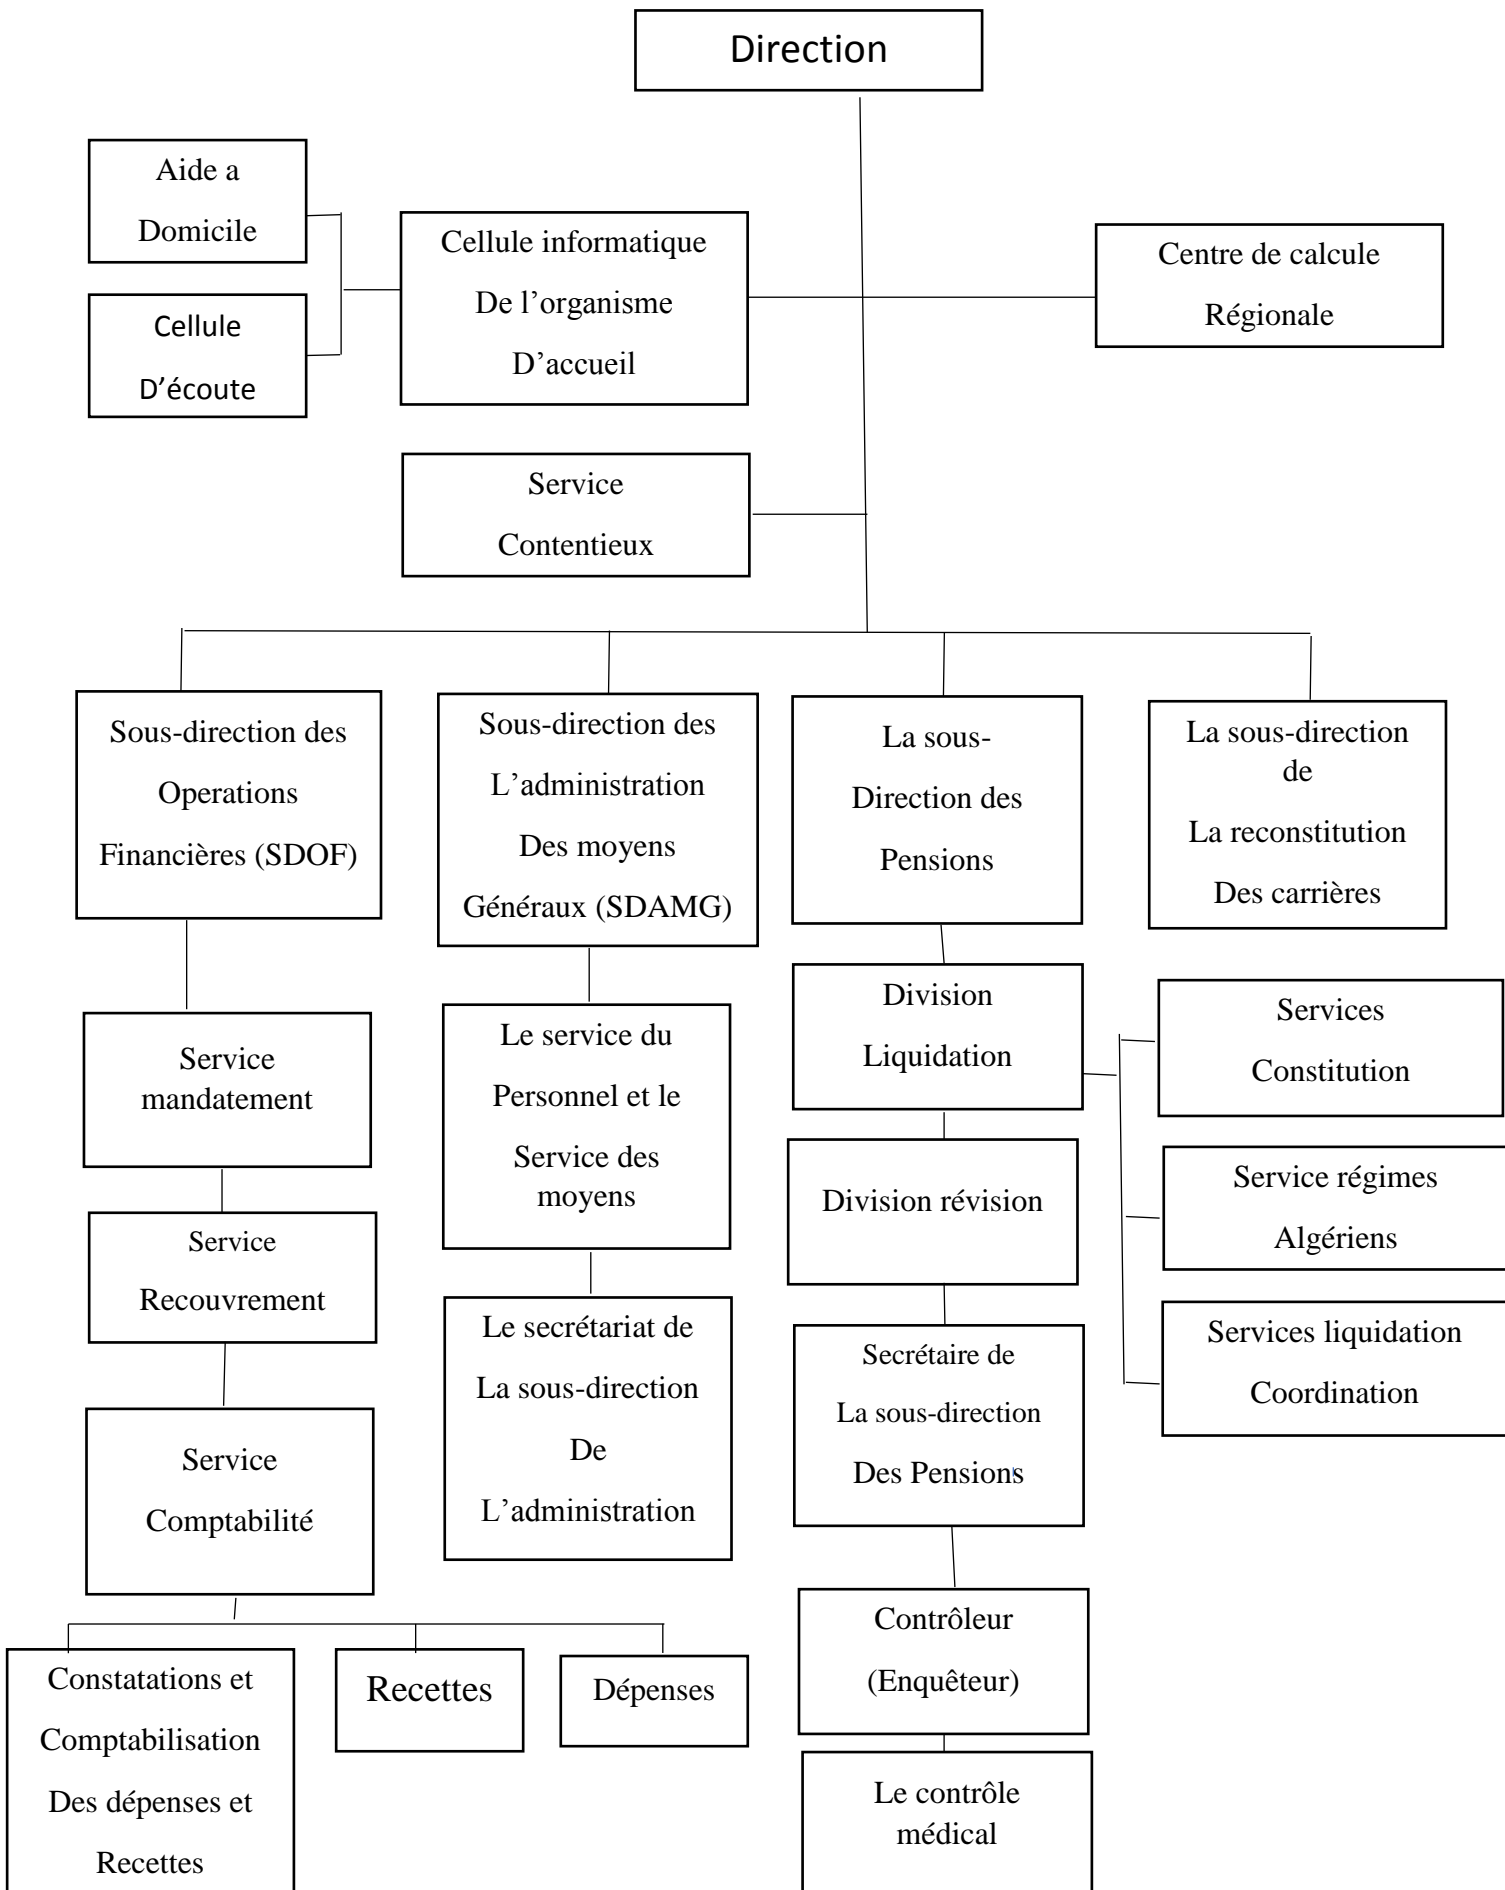 Direction
Aide a
Domicile
Cellule
D'écoute
Cellule informatique
De l'organisme
D'accueil
Centre de calcule
Régionale
Service
Contentieux
Sous-direction des
Operations
Financières (SDOF)
Sous-direction des
L'administration
Des moyens
Généraux (SDAMG)
La sous-
Direction des
Pensions
La sous-direction
de
La reconstitution
Des carrières
Service
mandatement
Service
Recouvrement
Service
Comptabilité
Constatations et
Comptabilisation
Des dépenses et
Recettes
Recettes
Dépenses
Le service du
Personnel et le
Service des
moyens
Le secrétariat de
La sous-direction
De
L'administration
Division
Liquidation
Division révision
Secrétaire de
La sous-direction
Des Pensions
Contrôleur
(Enquêteur)
Le contrôle
médical
Services
Constitution
Service régimes
Algériens
Services liquidation
Coordination